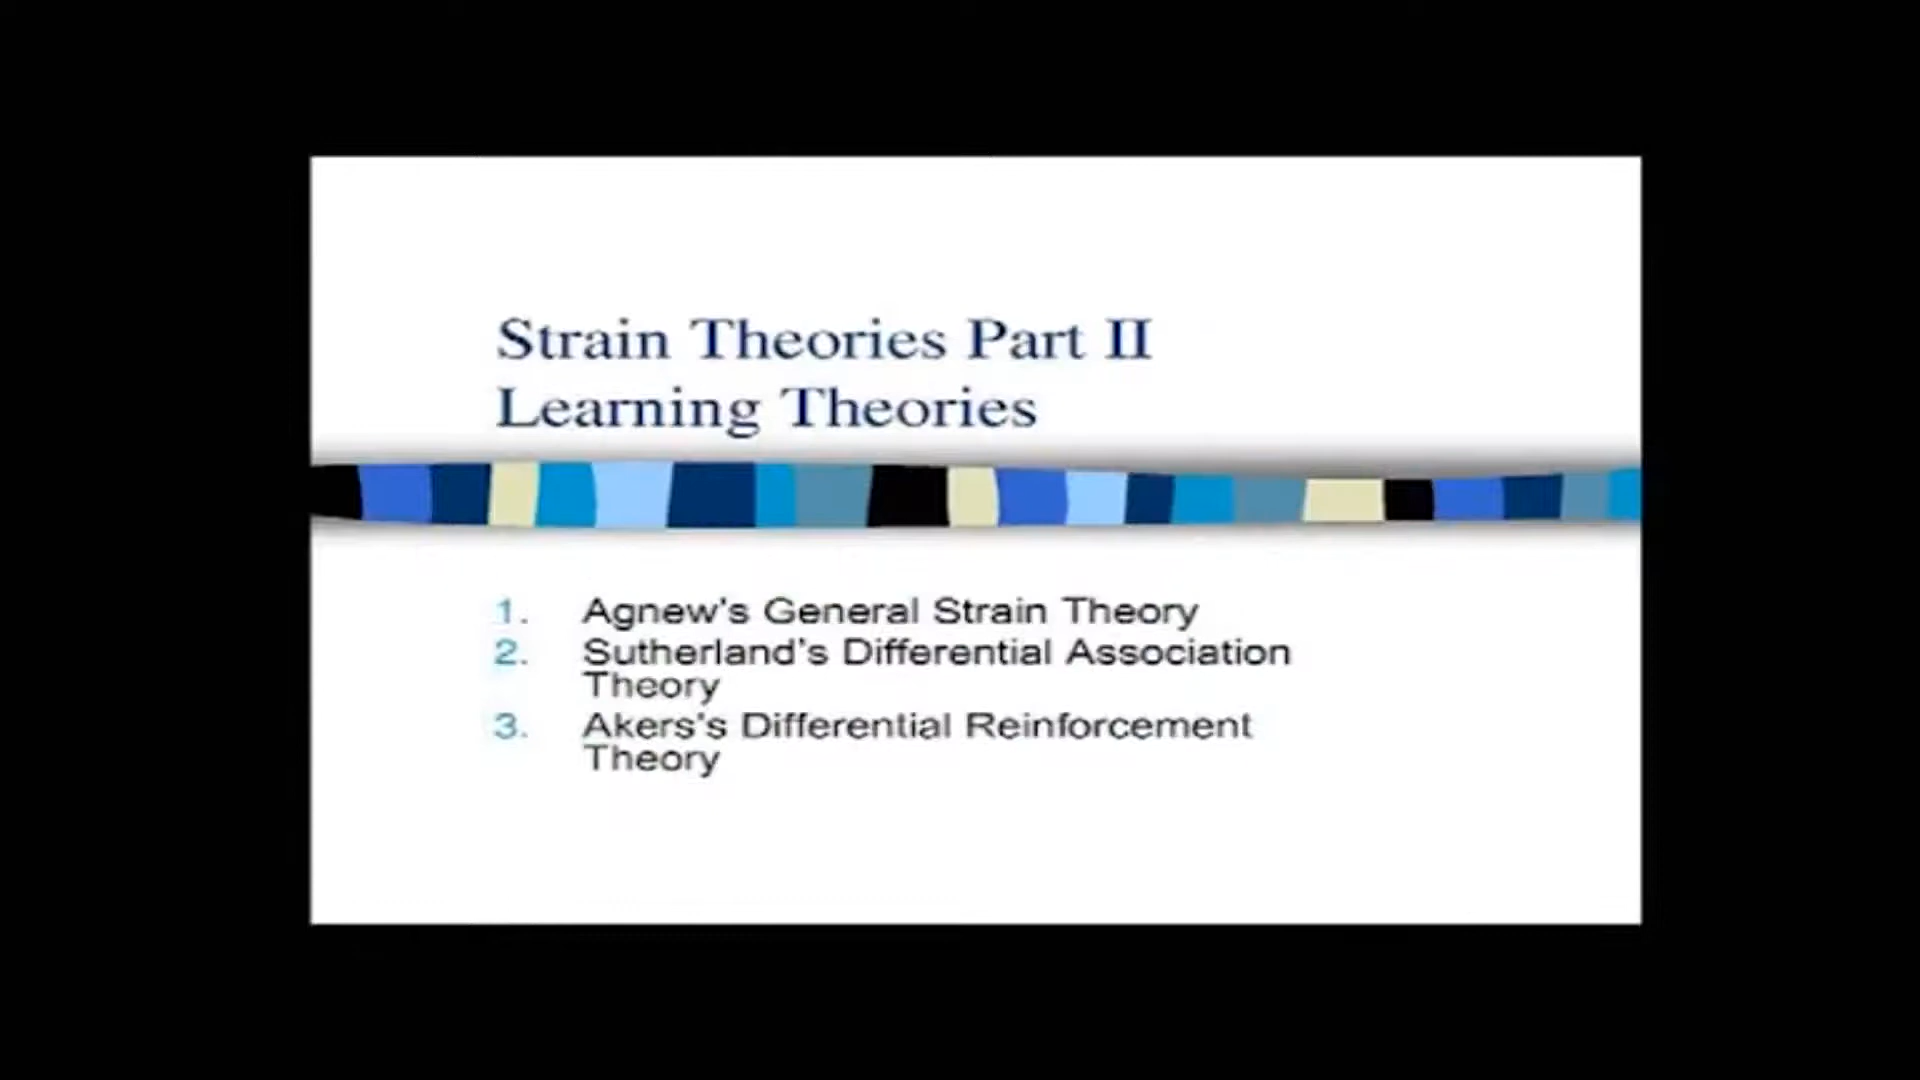 Strain Theories Part II
Learning Theories
1. Agnew's General Strain Theory
2. Sutherland's Differential Association
Theory
3. Akers's Differential Reinforcement
Theory